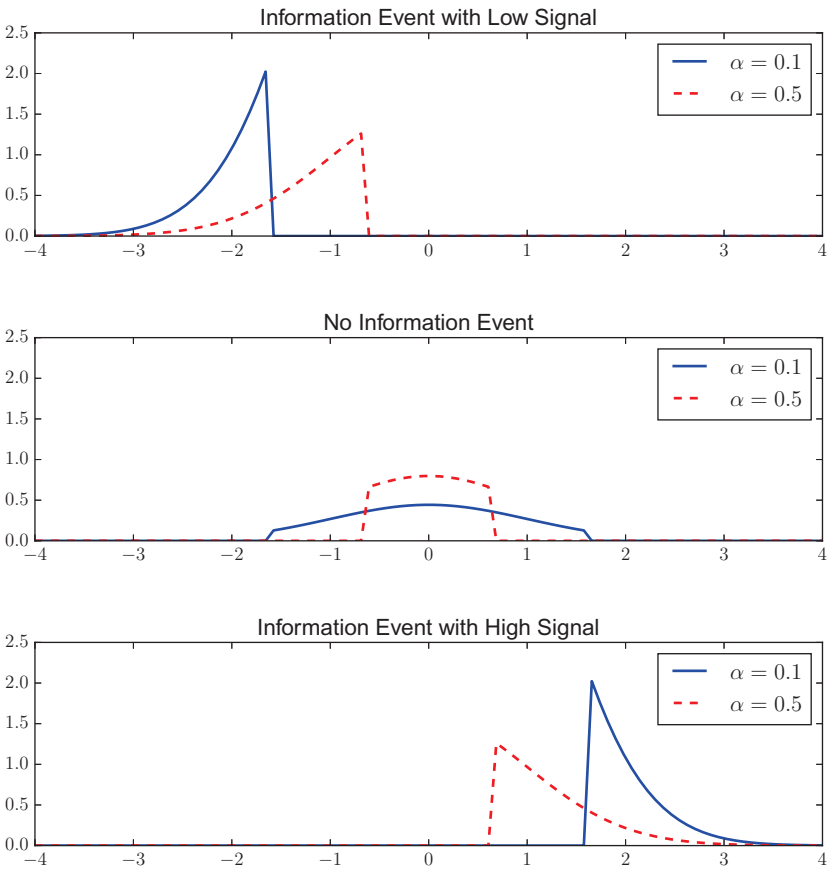 Information Event with Low Signal
2.5
2.0
1.5
1.0
0.5
0.0
α = 0.1
α = 0.5
−4 −3 −2 −1 0 1 2 3 4
No Information Event
2.5
2.0
1.5
1.0
0.5
0.0
α = 0.1
α = 0.5
−4 −3 −2 −1 0 1 2 3 4
Information Event with High Signal
2.5
2.0
1.5
1.0
0.5
0.0
α = 0.1
α = 0.5
−4 −3 −2 −1 0 1 2 3 4